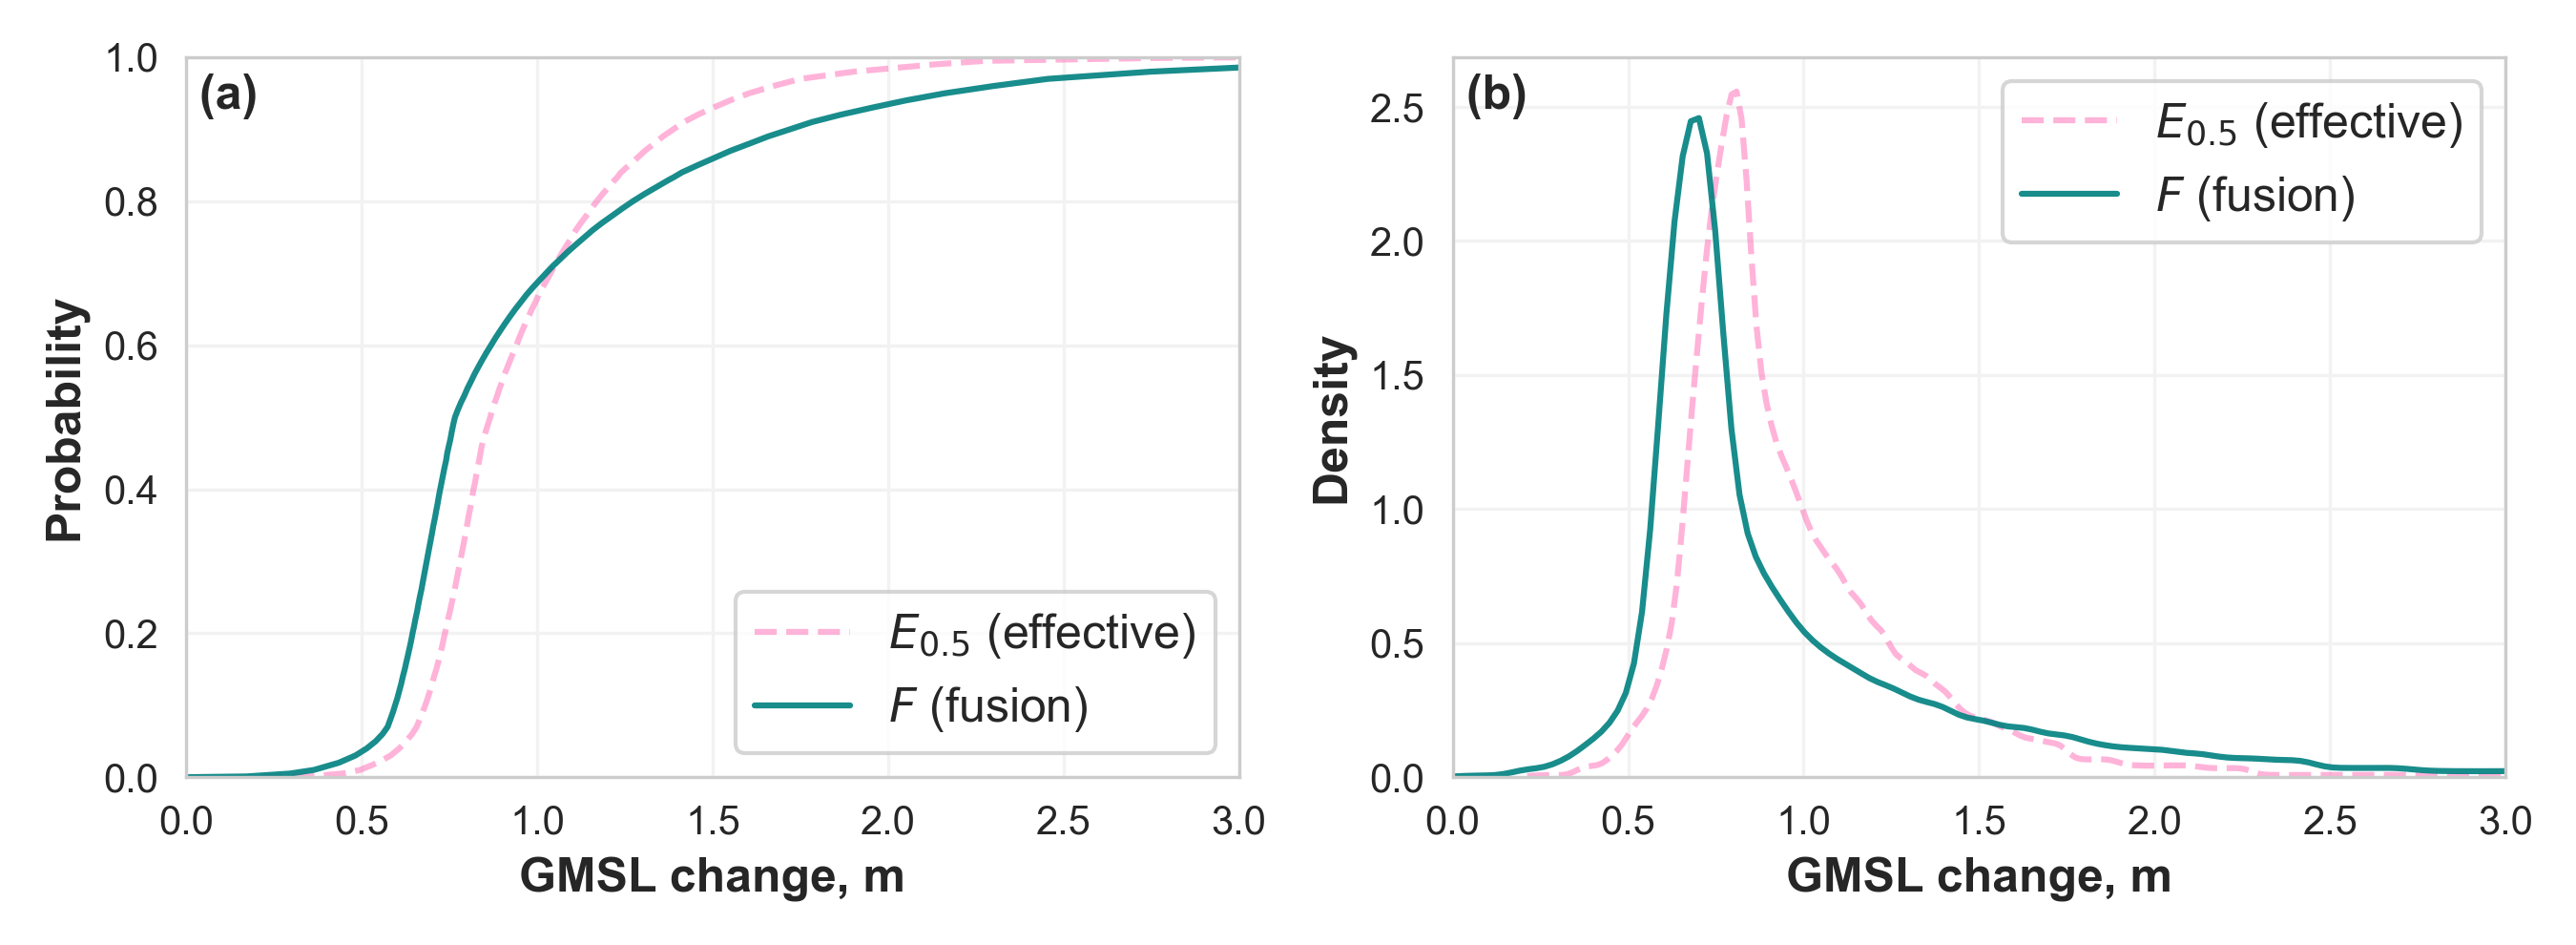 (a)
Probability
1.0
0.8
0.6
0.4
0.2
0.0
0.0 0.5 1.0 1.5 2.0 2.5 3.0
GMSL change, m
E0.5 (effective)
F (fusion)
(b)
Density
2.5
2.0
1.5
1.0
0.5
0.0
0.0 0.5 1.0 1.5 2.0 2.5 3.0
GMSL change, m
E0.5 (effective)
F (fusion)